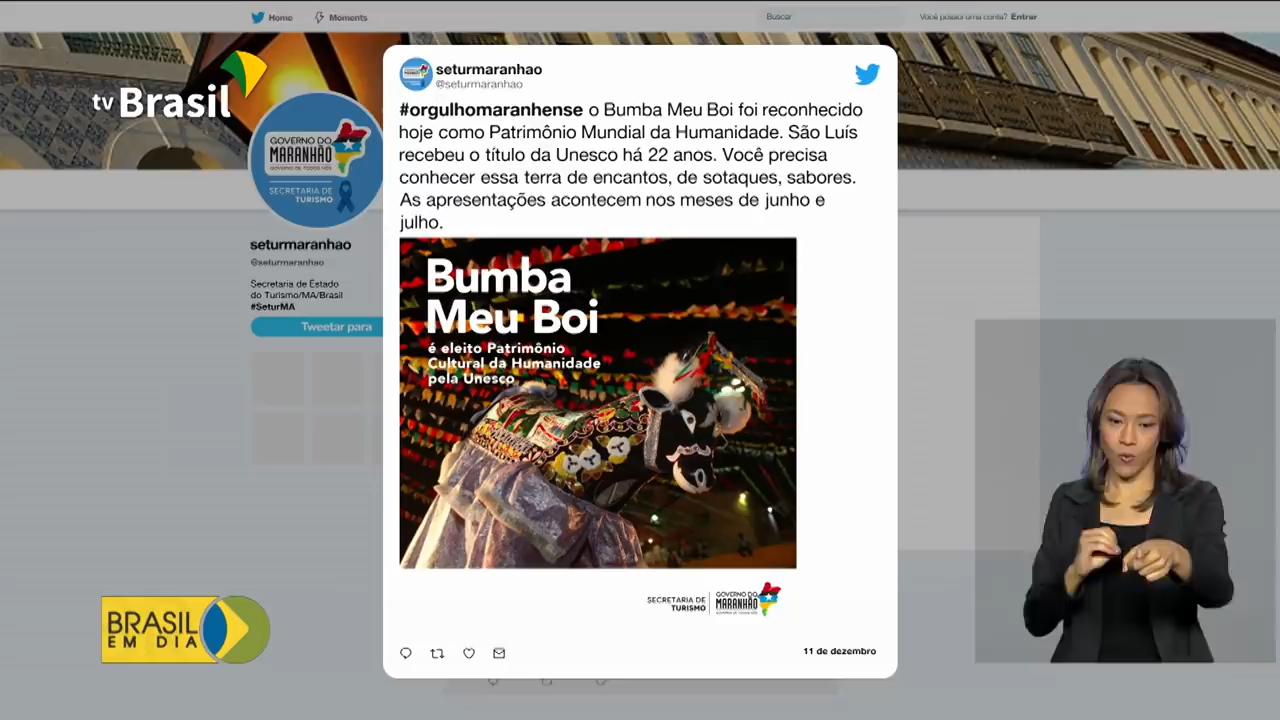 Home
Moments
Buscar
Você possui uma conta? Entrar
tv Brasil
GOVERNO DO
MARANHÃO
GOVERNO DE TODOS NÓS
SECRETARIA DE
TURISMO
seturmaranhao
@seturmaranhao
Secretaria de Estado
do Turismo/MA/Brasil
#SeturMA
Tweetar para
seturmaranhao
@seturmaranhao
#orgulhomaranhense o Bumba Meu Boi foi reconhecido
hoje como Patrimônio Mundial da Humanidade. São Luís
recebeu o título da Unesco há 22 anos. Você precisa
conhecer essa terra de encantos, de sotaques, sabores.
As apresentações acontecem nos meses de junho e
julho.
Bumba
Meu Boi
é eleito Patrimônio
Cultural da Humanidade
pela Unesco
SECRETARIA DE
TURISMO
GOVERNO DO
MARANHÃO
11 de dezembro
BRASIL
EM DIA